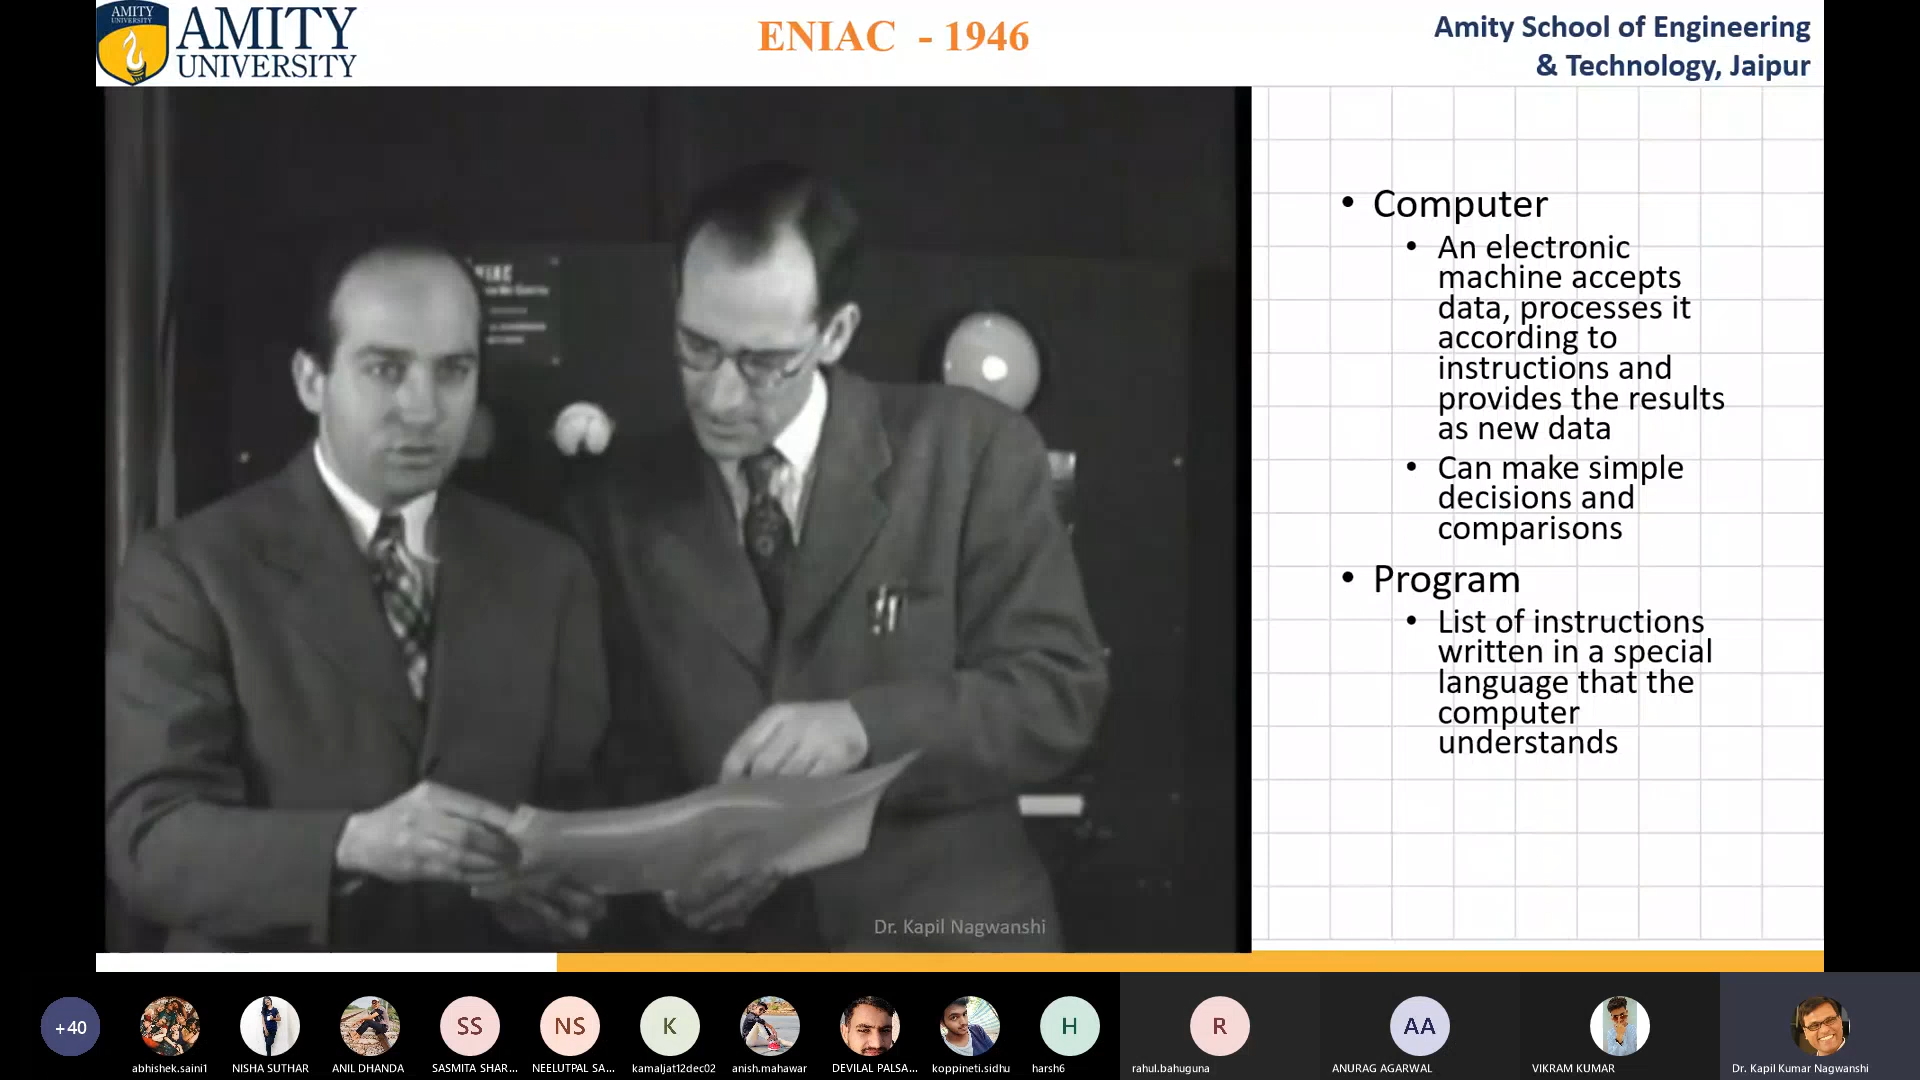 AMITY
UNIVERSITY
AMITY
UNIVERSITY
ENIAC - 1946
Amity School of Engineering
& Technology, Jaipur
• Computer
• An electronic
machine accepts
data, processes it
according to
instructions and
provides the results
as new data
• Can make simple
decisions and
comparisons
• Program
• List of instructions
written in a special
language that the
computer
understands
Dr. Kapil Nagwanshi
+40
SS
NS
K
H
R
AA
abhishek.saini1
NISHA SUTHAR
ANIL DHANDA
SASMITA SHAR...
NEELUTPAL SA...
kamaljat12dec02
anish.mahawar
DEVILAL PALSA...
koppineti.sidhu
harsh6
rahul.bahuguna
ANURAG AGARWAL
VIKRAM KUMAR
Dr. Kapil Kumar Nagwanshi